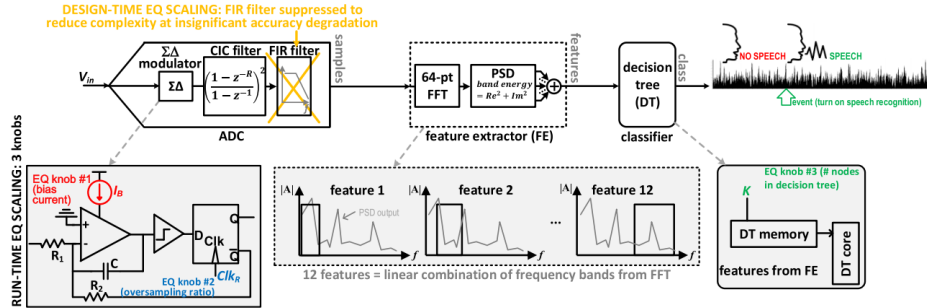 DESIGN-TIME EQ SCALING: FIR filter suppressed to
reduce complexity at insignificant accuracy degradation
ΣΔ
modulator
CIC filter
FIR filter
V_in
ΣΔ
((1 − z^-R) / (1 − z^-1))^2
ADC
samples
64-pt
FFT
PSD
band energy
= Re^2 + Im^2
feature extractor (FE)
features
decision
tree
(DT)
classifier
class
NO SPEECH
SPEECH
event (turn on speech recognition)
RUN-TIME EQ SCALING: 3 knobs
EQ knob #1
(bias
current)
I_B
+
-
R_1
C
R_2
D
Clk
Q
Q̅
EQ knob #2
(oversampling ratio)
Clk_R
|A|
feature 1
PSD output
f
|A|
feature 2
f
...
|A|
feature 12
f
12 features = linear combination of frequency bands from FFT
EQ knob #3 (# nodes
in decision tree)
K
DT memory
DT core
features from FE